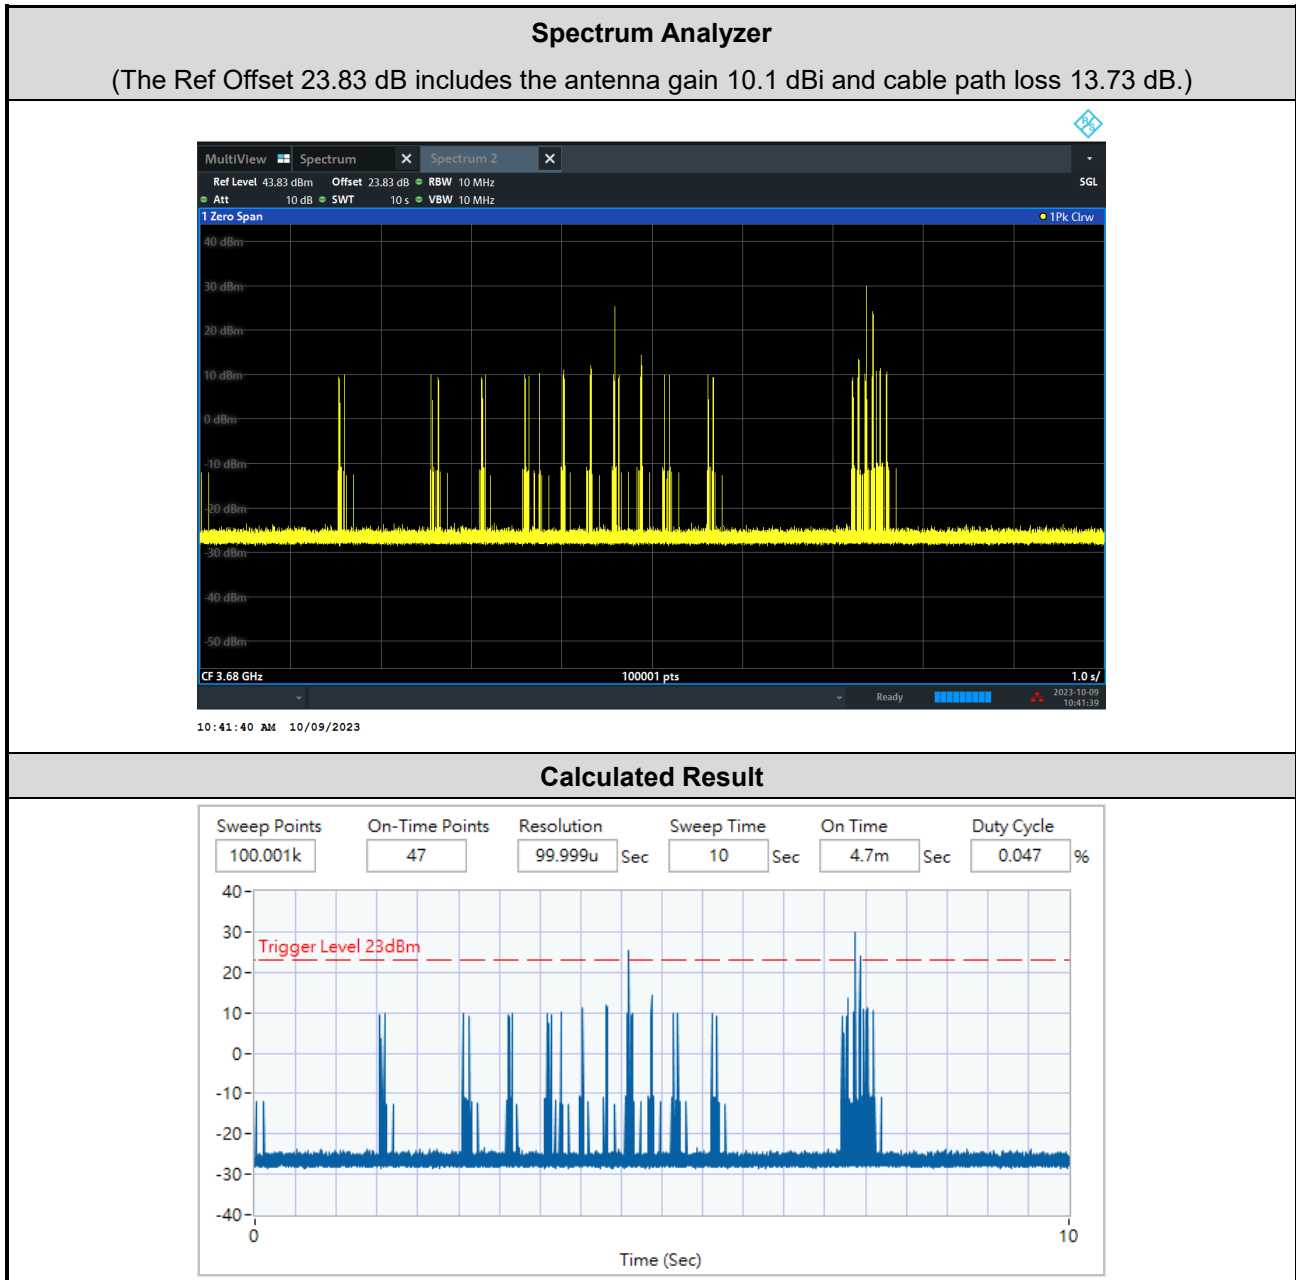 Spectrum Analyzer
(The Ref Offset 23.83 dB includes the antenna gain 10.1 dBi and cable path loss 13.73 dB.)
R S
MultiView Spectrum X Spectrum 2 X
Ref Level 43.83 dBm Offset 23.83 dB RBW 10 MHz SGL
Att 10 dB SWT 10 s VBW 10 MHz
1 Zero Span 1Pk Clrw
40 dBm
30 dBm
20 dBm
10 dBm
0 dBm
-10 dBm
-20 dBm
-30 dBm
-40 dBm
-50 dBm
CF 3.68 GHz 100001 pts 1.0 s/
Ready 2023-10-09
10:41:39
10:41:40 AM 10/09/2023
Calculated Result
Sweep Points On-Time Points Resolution Sweep Time On Time Duty Cycle
100.001k 47 99.999u Sec 10 Sec 4.7m Sec 0.047 %
40
30
Trigger Level 23dBm
20
10
0
-10
-20
-30
-40
0 10
Time (Sec)